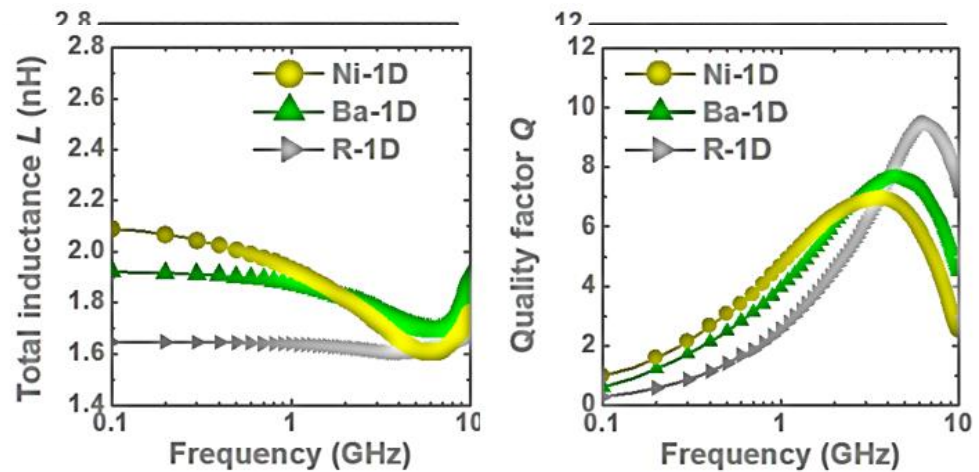 2.8
2.8
2.6
2.4
2.2
2.0
1.8
1.6
1.4
0.1
1
10
Total inductance L (nH)
Frequency (GHz)
Ni-1D
Ba-1D
R-1D
12
12
10
8
6
4
2
0
0.1
1
10
Quality factor Q
Frequency (GHz)
Ni-1D
Ba-1D
R-1D